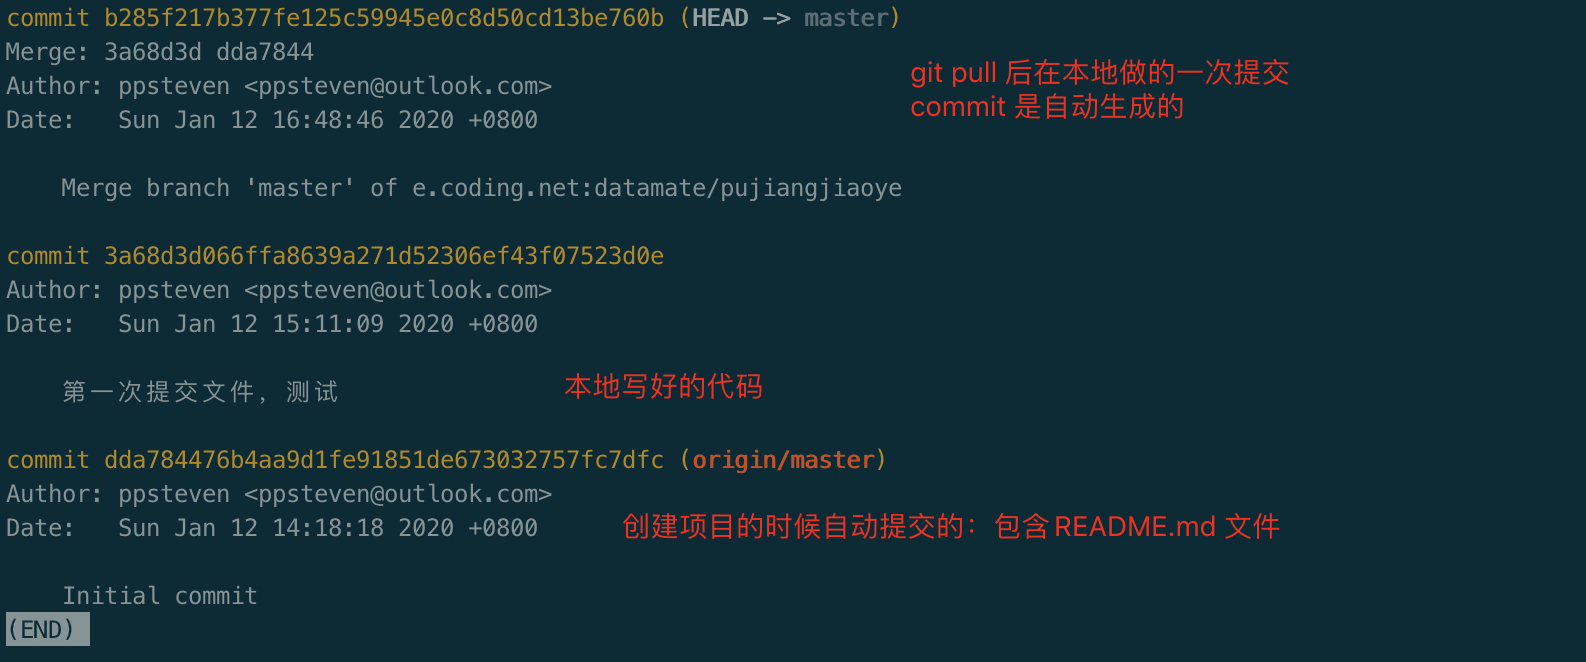 commit b285f217b377fe125c59945e0c8d50cd13be760b (HEAD -> master)
Merge: 3a68d3d dda7844
git pull 后在本地做的一次提交
Author: ppsteven <ppsteven@outlook.com>
commit 是自动生成的
Date:   Sun Jan 12 16:48:46 2020 +0800
Merge branch 'master' of e.coding.net:datamate/pujiangjiaoye
commit 3a68d3d066ffa8639a271d52306ef43f07523d0e
Author: ppsteven <ppsteven@outlook.com>
Date:   Sun Jan 12 15:11:09 2020 +0800
第一次提交文件，测试
本地写好的代码
commit dda784476b4aa9d1fe91851de673032757fc7dfc (origin/master)
Author: ppsteven <ppsteven@outlook.com>
Date:   Sun Jan 12 14:18:18 2020 +0800
创建项目的时候自动提交的：包含 README.md 文件
Initial commit
(END)